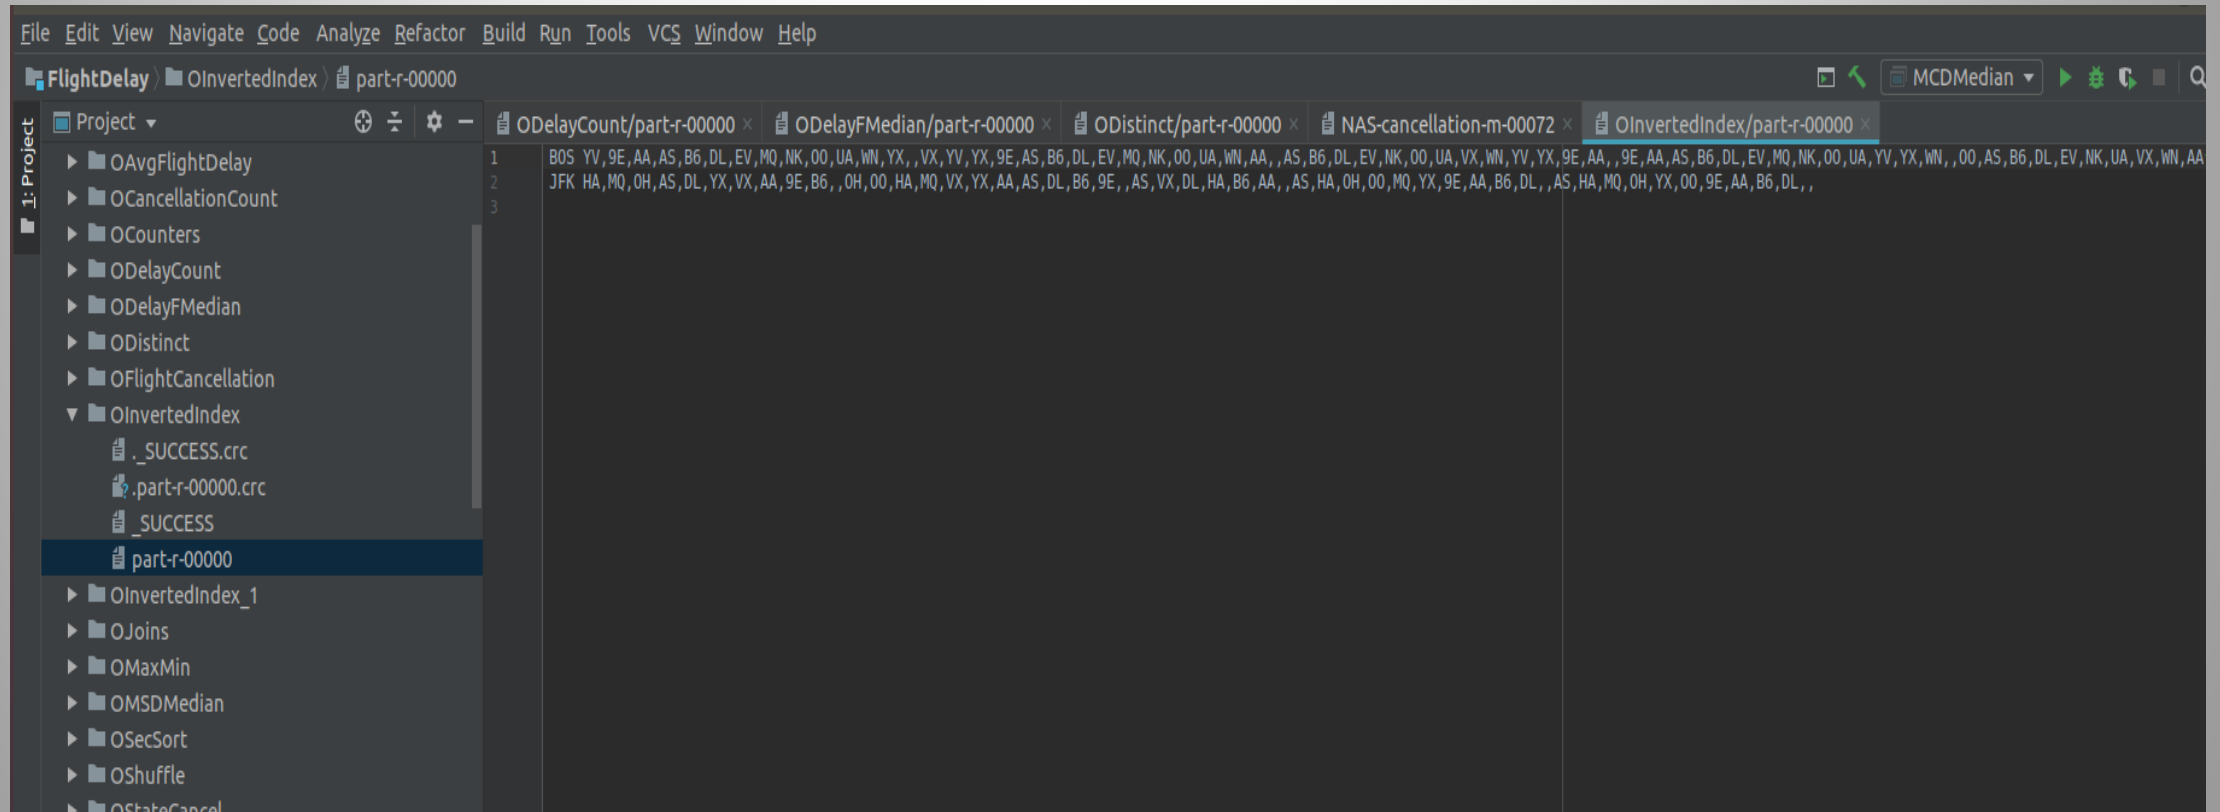 File Edit View Navigate Code Analyze Refactor Build Run Tools VCS Window Help
FlightDelay OInvertedIndex part-r-00000 MCDMedian
1: Project
Project
ODelayCount/part-r-00000 ODelayFMedian/part-r-00000 ODistinct/part-r-00000 NAS-cancellation-m-00072 OInvertedIndex/part-r-00000
OAvgFlightDelay
OCancellationCount
OCounters
ODelayCount
ODelayFMedian
ODistinct
OFlightCancellation
OInvertedIndex
._SUCCESS.crc
.part-r-00000.crc
_SUCCESS
part-r-00000
OInvertedIndex_1
OJoins
OMaxMin
OMSDMedian
OSecSort
OShuffle
OStateCancel
1 BOS YV,9E,AA,AS,B6,DL,EV,MQ,NK,OO,UA,WN,YX,,VX,YV,YX,9E,AS,B6,DL,EV,MQ,NK,OO,UA,WN,AA,,AS,B6,DL,EV,NK,OO,UA,VX,WN,YV,YX,9E,AA,,9E,AA,AS,B6,DL,EV,MQ,NK,OO,UA,YV,YX,WN,,OO,AS,B6,DL,EV,NK,UA,VX,WN,AA
2 JFK HA,MQ,OH,AS,DL,YX,VX,AA,9E,B6,,OH,OO,HA,MQ,VX,YX,AA,AS,DL,B6,9E,,AS,VX,DL,HA,B6,AA,,AS,HA,OH,OO,MQ,YX,9E,AA,B6,DL,,AS,HA,MQ,OH,YX,OO,9E,AA,B6,DL,,
3